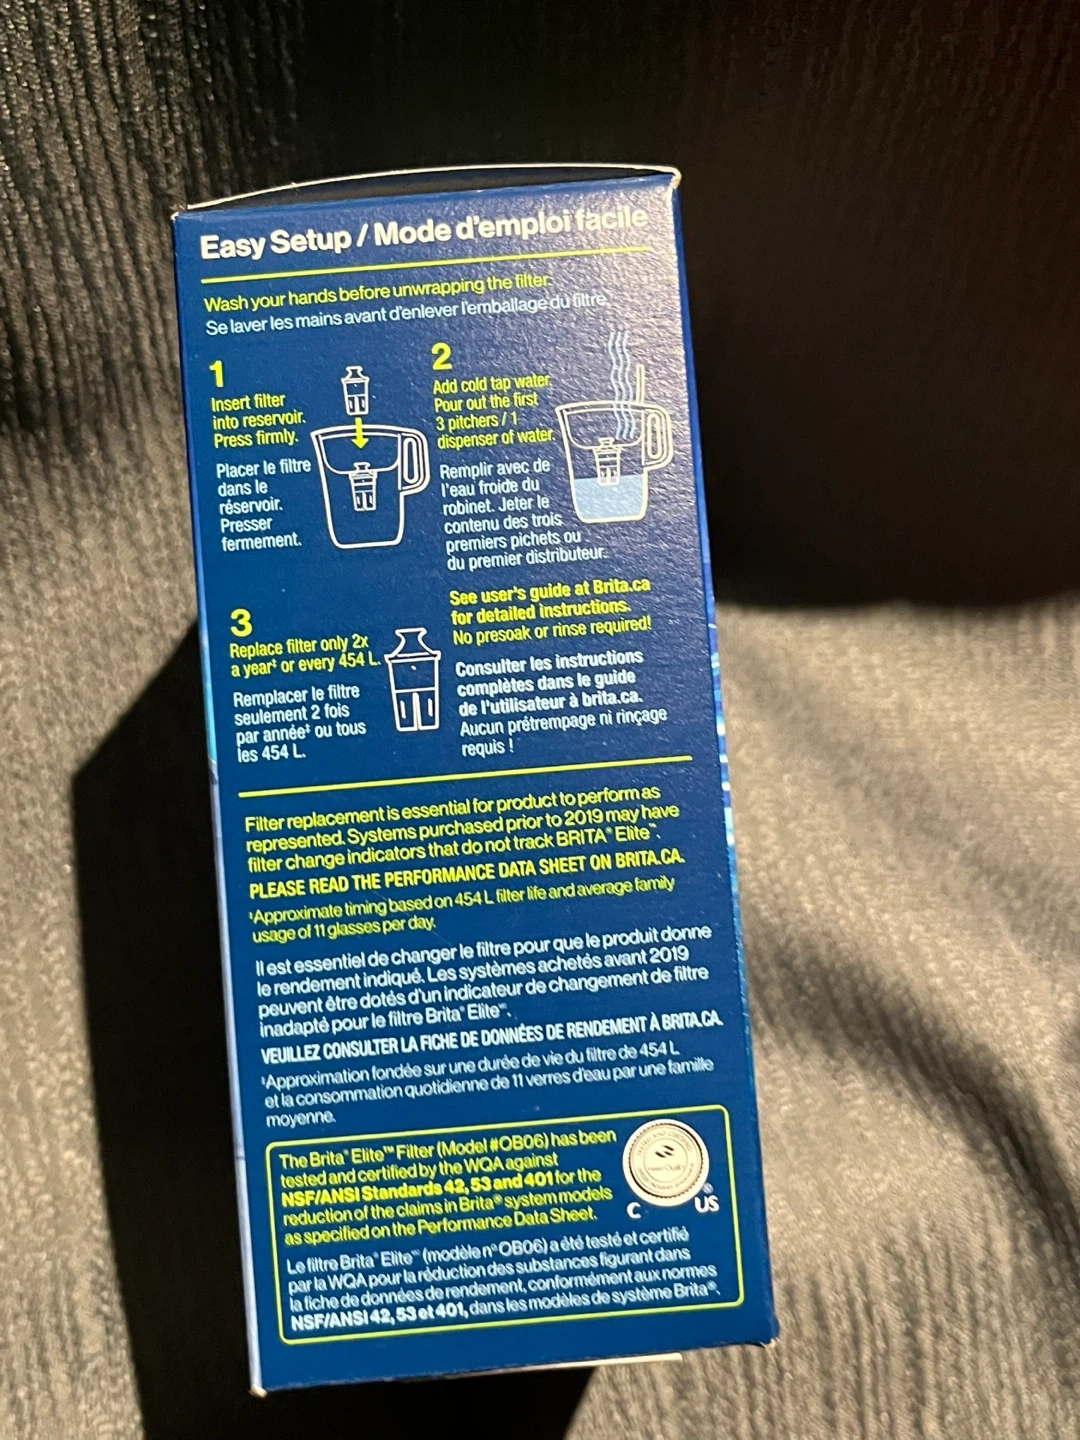 Easy Setup / Mode d'emploi facile
Wash your hands before unwrapping the filter.
Se laver les mains avant d'enlever l'emballage du filtre.
1
Insert filter
into reservoir.
Press firmly.
Placer le filtre
dans le
réservoir.
Presser
fermement.
2
Add cold tap water.
Pour out the first
3 pitchers / 1
dispenser of water.
Remplir avec de
l'eau froide du
robinet. Jeter le
contenu des trois
premiers pichets ou
du premier distributeur.
See user's guide at Brita.ca
for detailed instructions.
No presoak or rinse required!
Consulter les instructions
complètes dans le guide
de l'utilisateur à brita.ca.
Aucun prétrempage ni rinçage
requis !
3
Replace filter only 2x
a year‡ or every 454 L.
Remplacer le filtre
seulement 2 fois
par année‡ ou tous
les 454 L.
Filter replacement is essential for product to perform as
represented. Systems purchased prior to 2019 may have
filter change indicators that do not track BRITA® Elite™.
PLEASE READ THE PERFORMANCE DATA SHEET ON BRITA.CA.
‡Approximate timing based on 454 L filter life and average family
usage of 11 glasses per day.
Il est essentiel de changer le filtre pour que le produit donne
le rendement indiqué. Les systèmes achetés avant 2019
peuvent être dotés d'un indicateur de changement de filtre
inadapté pour le filtre Brita® Elite™.
VEUILLEZ CONSULTER LA FICHE DE DONNÉES DE RENDEMENT À BRITA.CA.
‡Approximation fondée sur une durée de vie du filtre de 454 L
et la consommation quotidienne de 11 verres d'eau par une famille
moyenne.
The Brita® Elite™ Filter (Model #OB06) has been
tested and certified by the WQA against
NSF/ANSI Standards 42, 53 and 401 for the
reduction of the claims in Brita® system models
as specified on the Performance Data Sheet.
C US ®
Le filtre Brita® Elite™ (modèle n° OB06) a été testé et certifié
par la WQA pour la réduction des substances figurant dans
la fiche de données de rendement, conformément aux normes
NSF/ANSI 42, 53 et 401, dans les modèles de système Brita®.